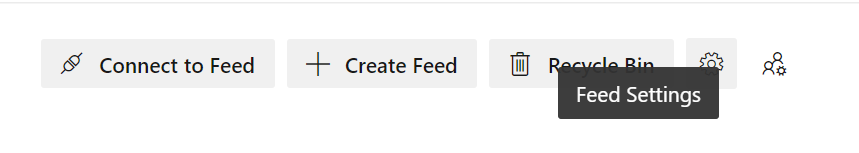 Connect to Feed
Create Feed
Recycle Bin
Feed Settings